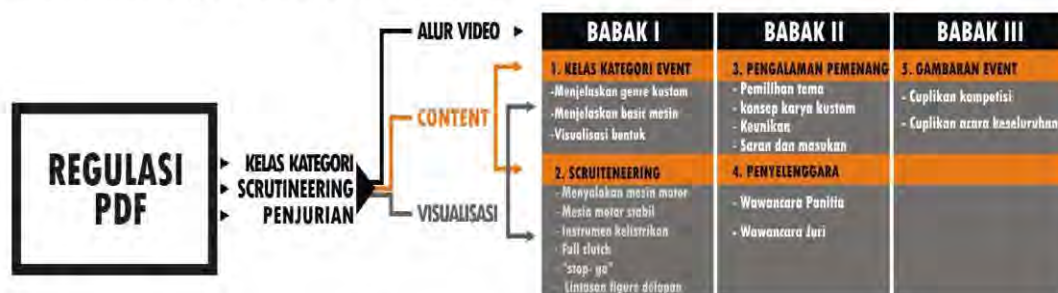 REGULASI
PDF
KELAS KATEGORI
SCRUTINEERING
PENJURIAN
ALUR VIDEO
CONTENT
VISUALISASI
BABAK I
1. KELAS KATEGORI EVENT
-Menjelaskan genre kustom
-Menjelaskan basic mesin
-Visualisasi bentuk
2. SCRUITENEERING
- Menyalakan mesin motor
- Mesin motor stabil
- Instrumen kelistrikan
- Full clutch
- "stop- go"
- Lintasan figure delapan
BABAK II
3. PENGALAMAN PEMENANG
- Pemilihan tema
- konsep karya kustom
- Keunikan
- Saran dan masukan
4. PENYELENGGARA
- Wawancara Panitia
- Wawancara Juri
BABAK III
5. GAMBARAN EVENT
- Cuplikan kompetisi
- Cuplikan acara keseluruhan